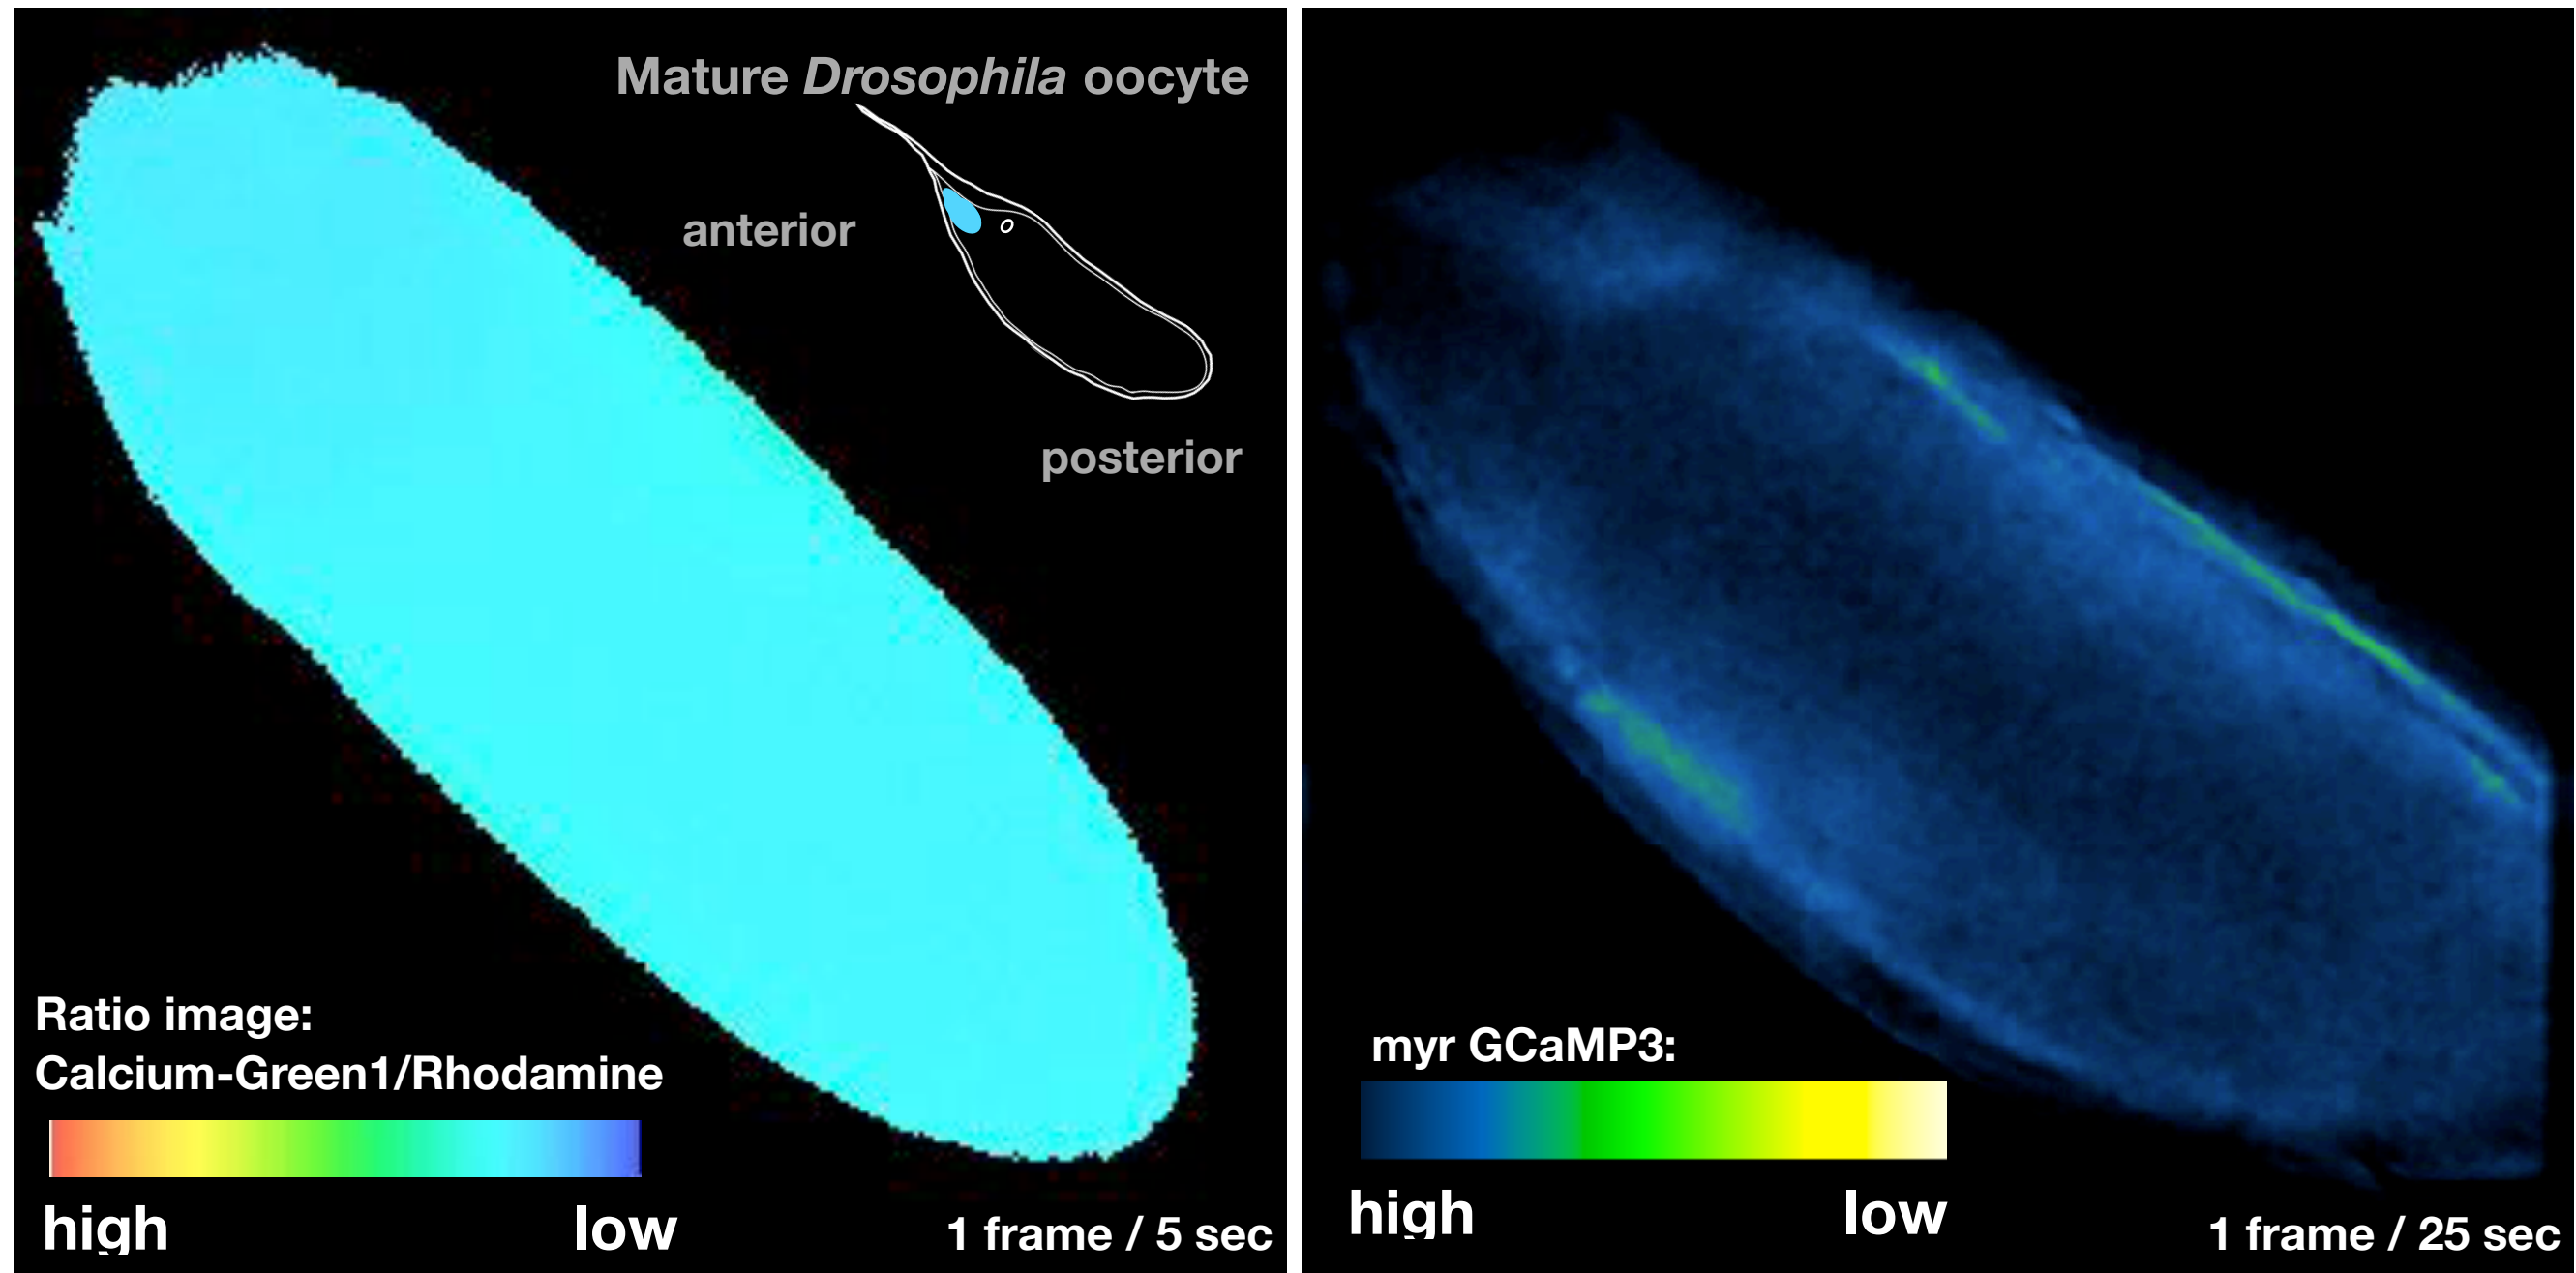 Mature Drosophila oocyte
anterior
posterior
Ratio image:
Calcium-Green1/Rhodamine
high low
1 frame / 5 sec
myr GCaMP3:
high low
1 frame / 25 sec